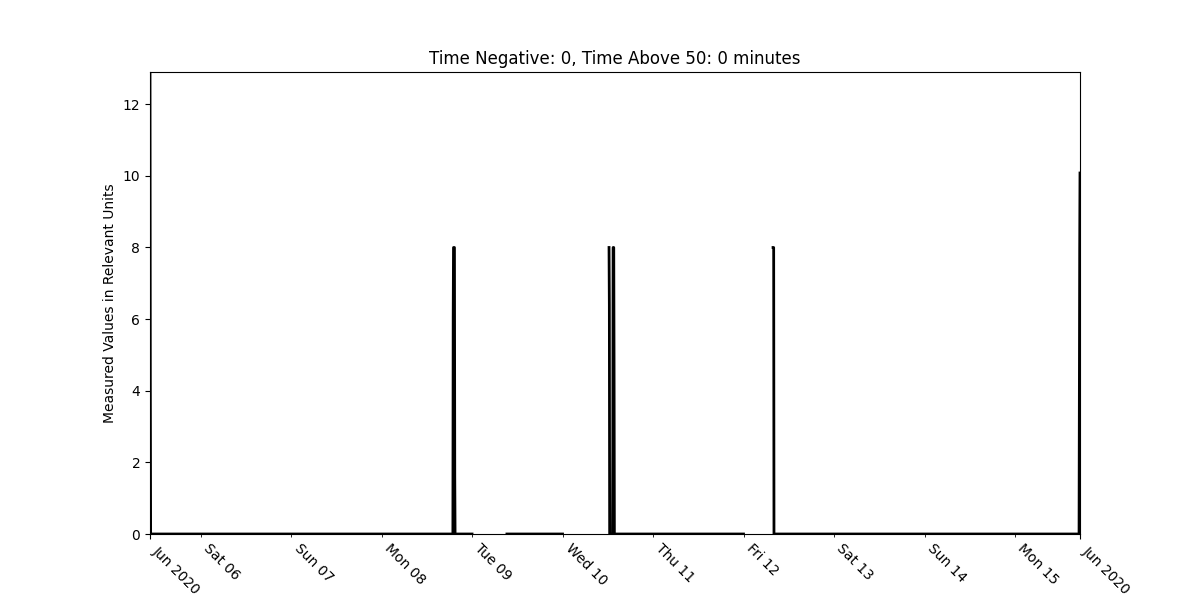 Time Negative: 0, Time Above 50: 0 minutes
Measured Values in Relevant Units
12
10
8
6
4
2
0
Jun 2020
Sat 06
Sun 07
Mon 08
Tue 09
Wed 10
Thu 11
Fri 12
Sat 13
Sun 14
Mon 15
Jun 2020